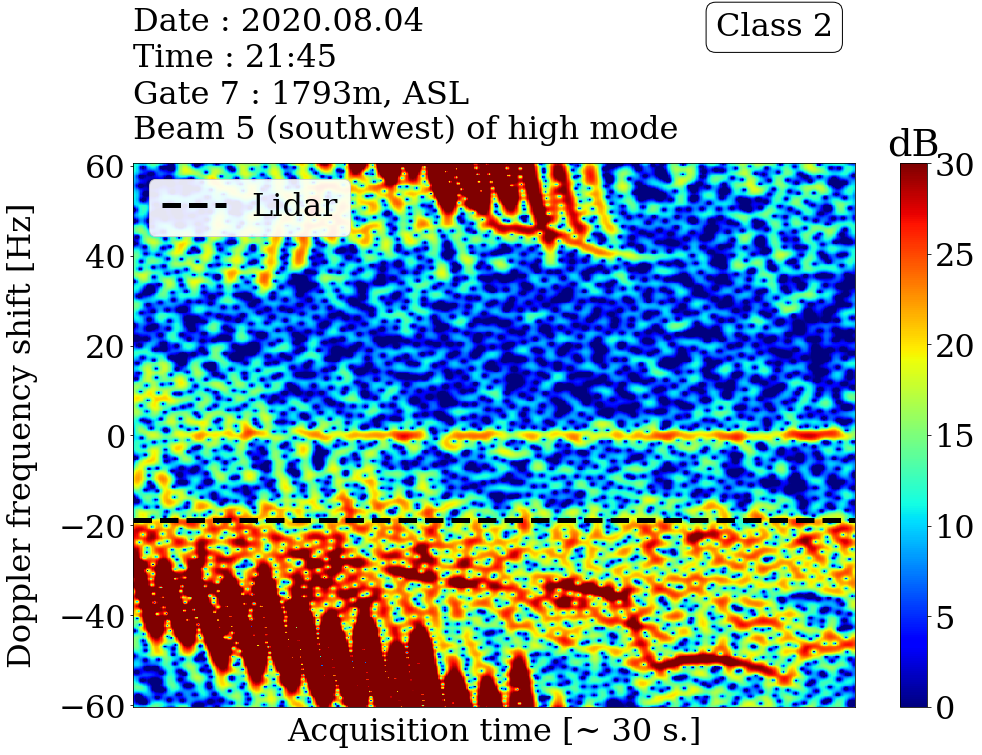 Date : 2020.08.04
Time : 21:45
Gate 7 : 1793m, ASL
Beam 5 (southwest) of high mode
Class 2
dB
Lidar
Doppler frequency shift [Hz]
60
40
20
0
−20
−40
−60
Acquisition time [~ 30 s.]
30
25
20
15
10
5
0